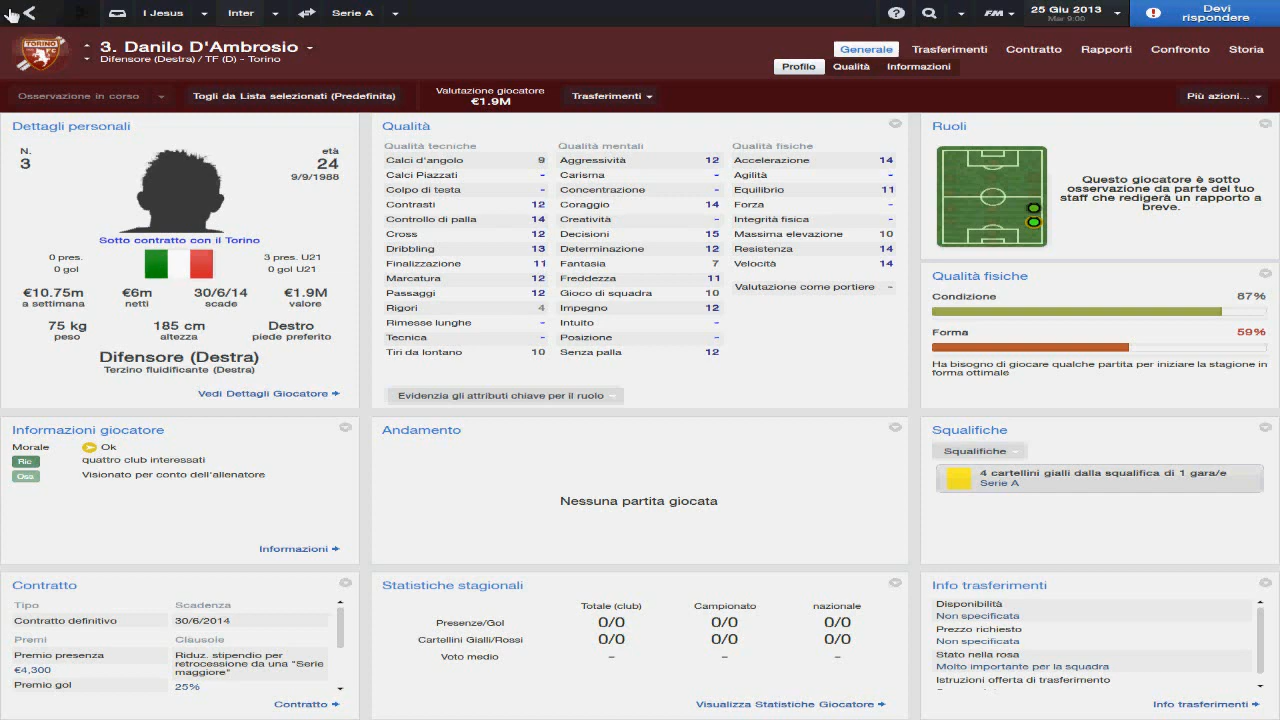 I Jesus
Inter
Serie A
FM
25 Giu 2013
Mar 9:00
Devi
rispondere
TORINO FC
3. Danilo D'Ambrosio
Difensore (Destra) / TF (D) - Torino
Generale
Trasferimenti
Contratto
Rapporti
Confronto
Storia
Profilo
Qualità
Informazioni
Osservazione in corso
Togli da Lista selezionati (Predefinita)
Valutazione giocatore
€1.9M
Trasferimenti
Più azioni...
Dettagli personali
N.
3
età
24
9/9/1988
Sotto contratto con il Torino
0 pres.
0 gol
3 pres. U21
0 gol U21
€10.75m
a settimana
€6m
netti
30/6/14
scade
€1.9M
valore
75 kg
peso
185 cm
altezza
Destro
piede preferito
Difensore (Destra)
Terzino fluidificante (Destra)
Vedi Dettagli Giocatore
Qualità
Qualità tecniche
Calci d'angolo 9
Calci Piazzati -
Colpo di testa -
Contrasti 12
Controllo di palla 14
Cross 12
Dribbling 13
Finalizzazione 11
Marcatura 12
Passaggi 12
Rigori 4
Rimesse lunghe -
Tecnica -
Tiri da lontano 10
Qualità mentali
Aggressività 12
Carisma -
Concentrazione -
Coraggio 14
Creatività -
Decisioni 15
Determinazione 12
Fantasia 7
Freddezza 11
Gioco di squadra 10
Impegno 12
Intuito -
Posizione -
Senza palla 12
Qualità fisiche
Accelerazione 14
Agilità -
Equilibrio 11
Forza -
Integrità fisica -
Massima elevazione 10
Resistenza 14
Velocità 14
Valutazione come portiere -
Evidenzia gli attributi chiave per il ruolo
Ruoli
Questo giocatore è sotto
osservazione da parte del tuo
staff che redigerà un rapporto a
breve.
Qualità fisiche
Condizione 87%
Forma 59%
Ha bisogno di giocare qualche partita per iniziare la stagione in
forma ottimale
Informazioni giocatore
Morale Ok
Ric quattro club interessati
Oss Visionato per conto dell'allenatore
Informazioni
Andamento
Nessuna partita giocata
Squalifiche
Squalifiche
4 cartellini gialli dalla squalifica di 1 gara/e
Serie A
Contratto
Tipo
Contratto definitivo
Scadenza
30/6/2014
Premi
Premio presenza
€4,300
Premio gol
Clausole
Riduz. stipendio per
retrocessione da una "Serie
maggiore"
25%
Contratto
Statistiche stagionali
Totale (club) Campionato nazionale
Presenze/Gol 0/0 0/0 0/0
Cartellini Gialli/Rossi 0/0 0/0 0/0
Voto medio - - -
Visualizza Statistiche Giocatore
Info trasferimenti
Disponibilità
Non specificata
Prezzo richiesto
Non specificata
Stato nella rosa
Molto importante per la squadra
Istruzioni offerta di trasferimento
Info trasferimenti